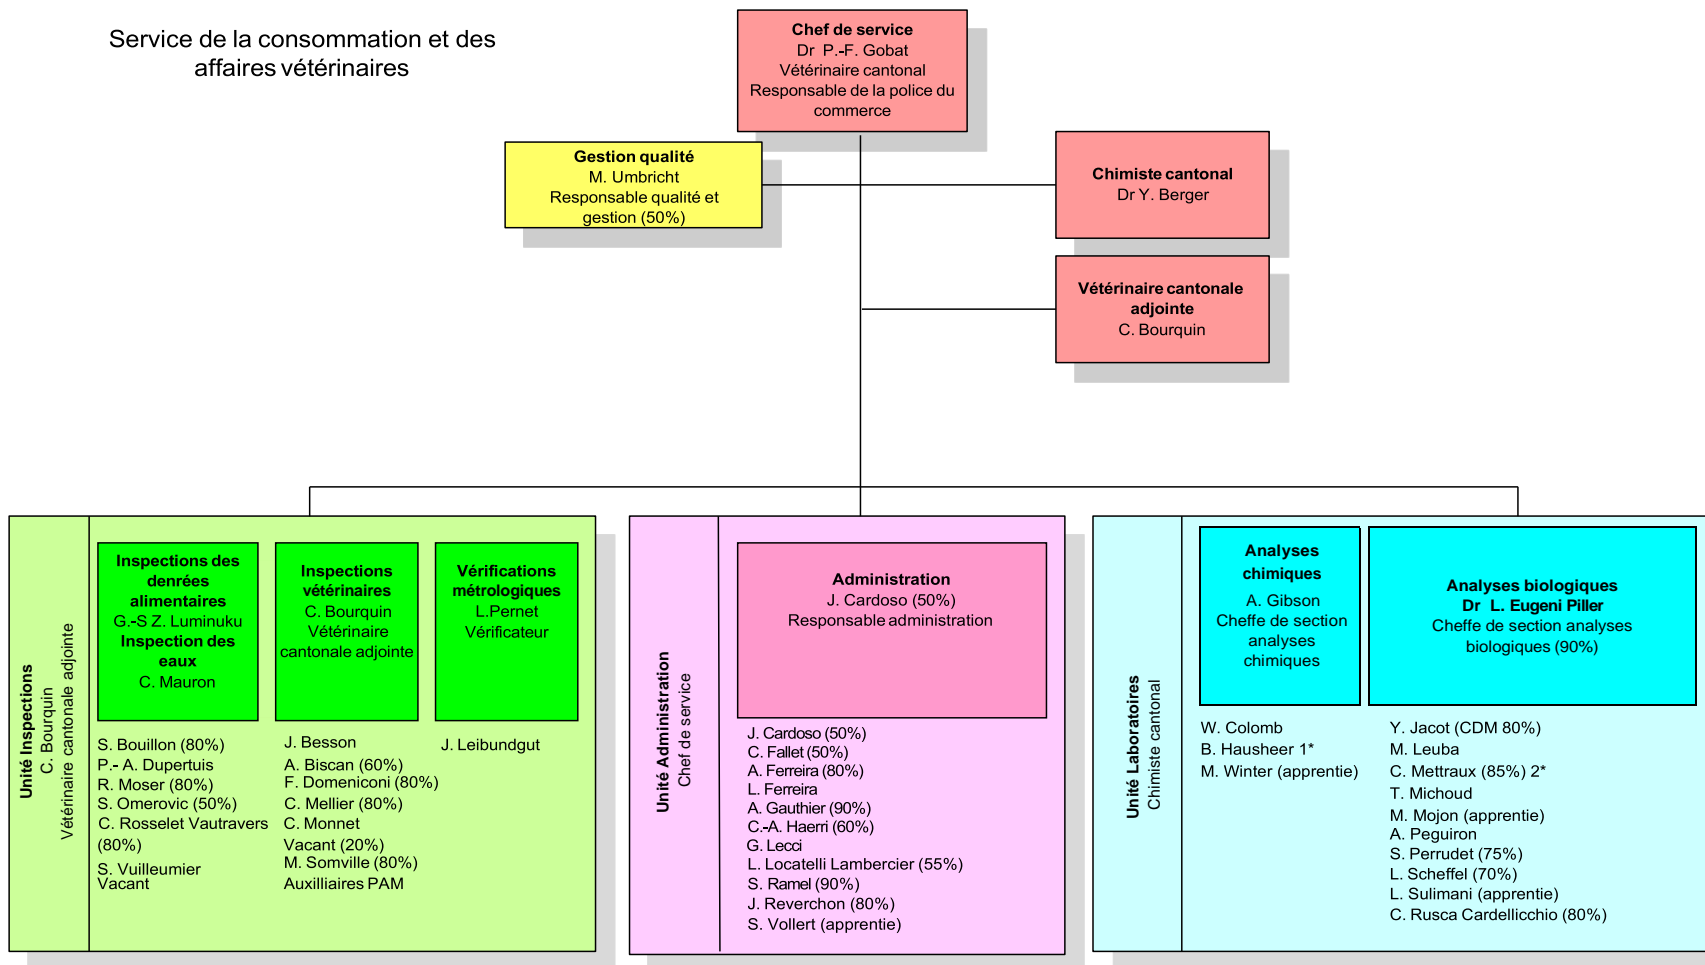 Service de la consommation et des
affaires vétérinaires
Chef de service
Dr P.-F. Gobat
Vétérinaire cantonal
Responsable de la police du
commerce
Gestion qualité
M. Umbricht
Responsable qualité et
gestion (50%)
Chimiste cantonal
Dr Y. Berger
Vétérinaire cantonale
adjointe
C. Bourquin
Unité Inspections
C. Bourquin
Vétérinaire cantonale adjointe
Inspections des
denrées
alimentaires
G.-S Z. Luminuku
Inspection des
eaux
C. Mauron
S. Bouillon (80%)
P.- A. Dupertuis
R. Moser (80%)
S. Omerovic (50%)
C. Rosselet Vautravers
(80%)
S. Vuilleumier
Vacant
Inspections
vétérinaires
C. Bourquin
Vétérinaire
cantonale adjointe
J. Besson
A. Biscan (60%)
F. Domeniconi (80%)
C. Mellier (80%)
C. Monnet
Vacant (20%)
M. Somville (80%)
Auxilliaires PAM
Vérifications
métrologiques
L.Pernet
Vérificateur
J. Leibundgut
Unité Administration
Chef de service
Administration
J. Cardoso (50%)
Responsable administration
J. Cardoso (50%)
C. Fallet (50%)
A. Ferreira (80%)
L. Ferreira
A. Gauthier (90%)
C.-A. Haerri (60%)
G. Lecci
L. Locatelli Lambercier (55%)
S. Ramel (90%)
J. Reverchon (80%)
S. Vollert (apprentie)
Unité Laboratoires
Chimiste cantonal
Analyses
chimiques
A. Gibson
Cheffe de section
analyses
chimiques
W. Colomb
B. Hausheer 1*
M. Winter (apprentie)
Analyses biologiques
Dr L. Eugeni Piller
Cheffe de section analyses
biologiques (90%)
Y. Jacot (CDM 80%)
M. Leuba
C. Mettraux (85%) 2*
T. Michoud
M. Mojon (apprentie)
A. Peguiron
S. Perrudet (75%)
L. Scheffel (70%)
L. Sulimani (apprentie)
C. Rusca Cardellicchio (80%)